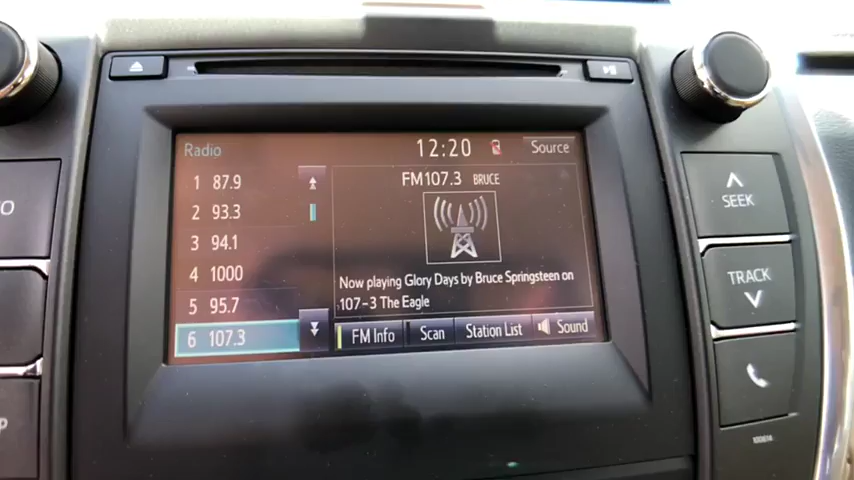 Radio
12:20
Source
1 87.9
2 93.3
3 94.1
4 1000
5 95.7
6 107.3
FM107.3 BRUCE
Now playing Glory Days by Bruce Springsteen on
107-3 The Eagle
FM Info
Scan
Station List
Sound
SEEK
TRACK